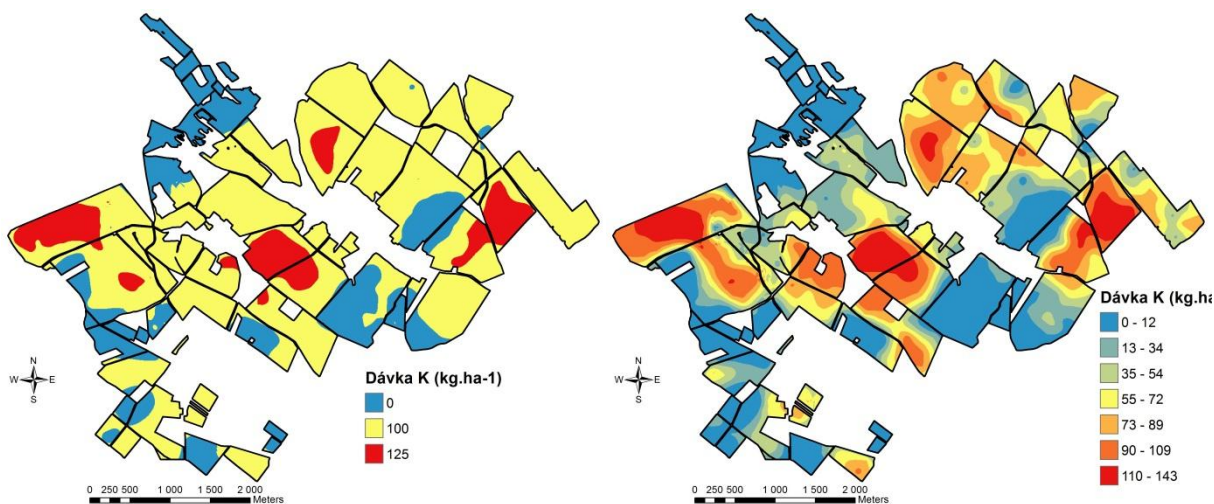 N
W E
S
Dávka K (kg.ha-1)
0
100
125
0 250 500 1 000 1 500 2 000
Meters
N
W E
S
Dávka K (kg.ha
0 - 12
13 - 34
35 - 54
55 - 72
73 - 89
90 - 109
110 - 143
0 250 500 1 000 1 500 2 000
Meters